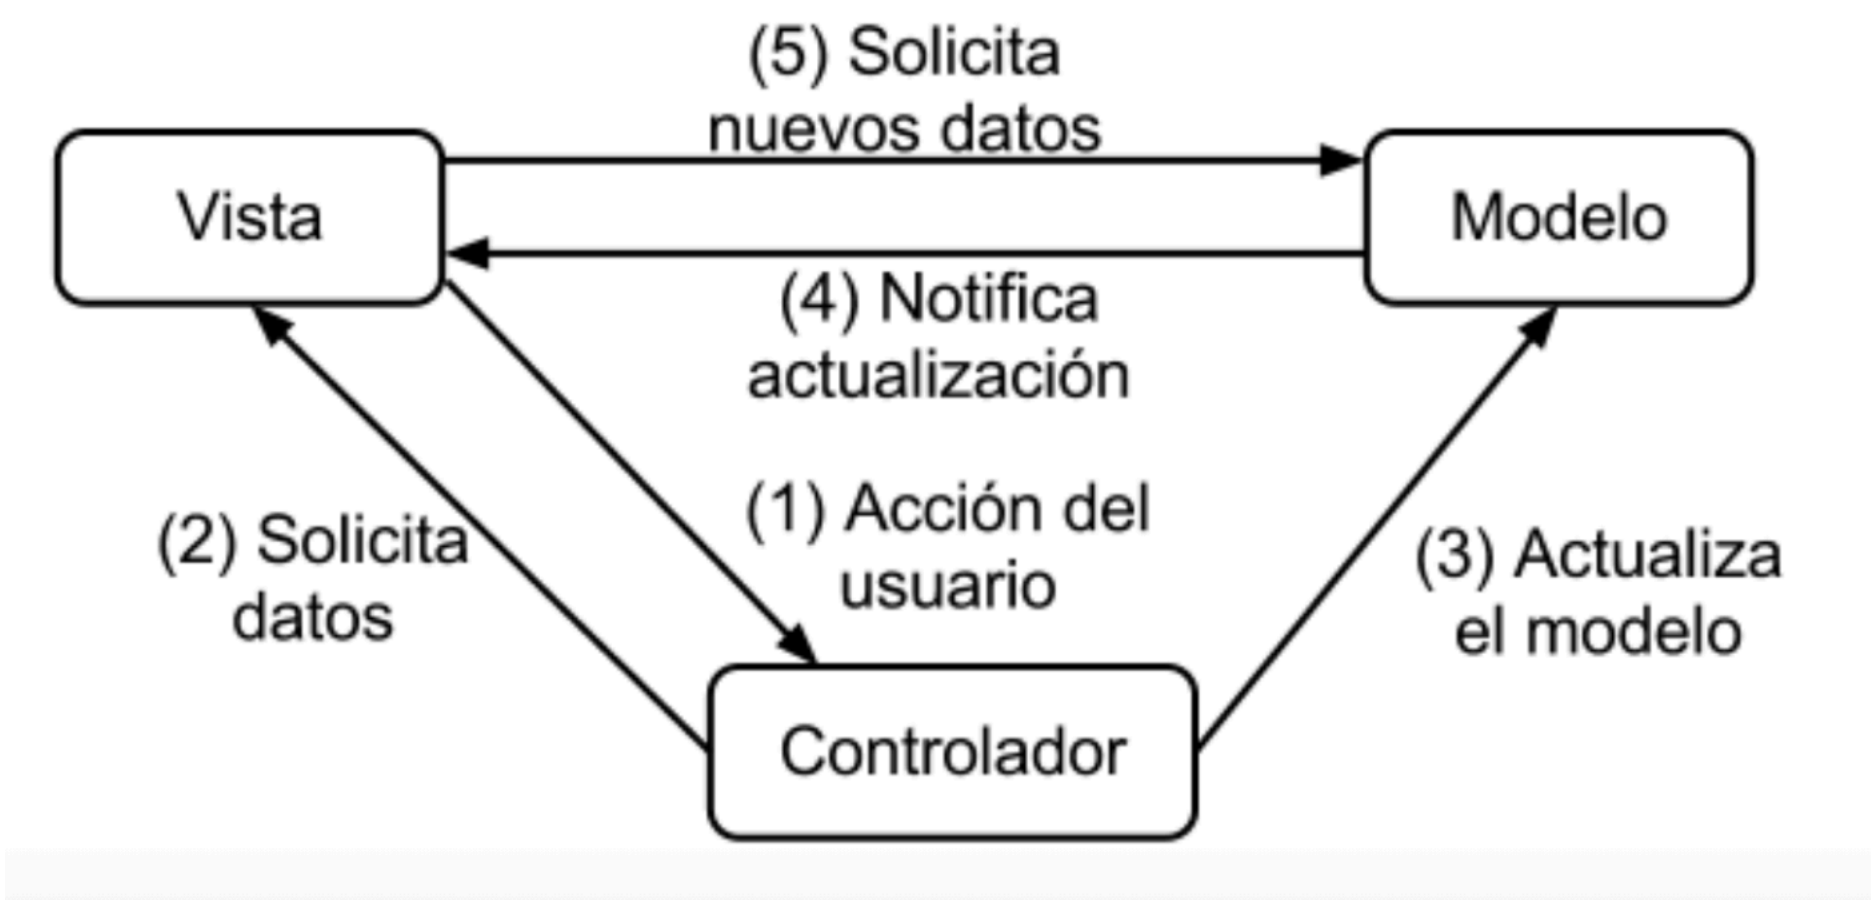 (5) Solicita
nuevos datos
Vista
Modelo
(4) Notifica
actualización
(1) Acción del
usuario
(2) Solicita
datos
(3) Actualiza
el modelo
Controlador